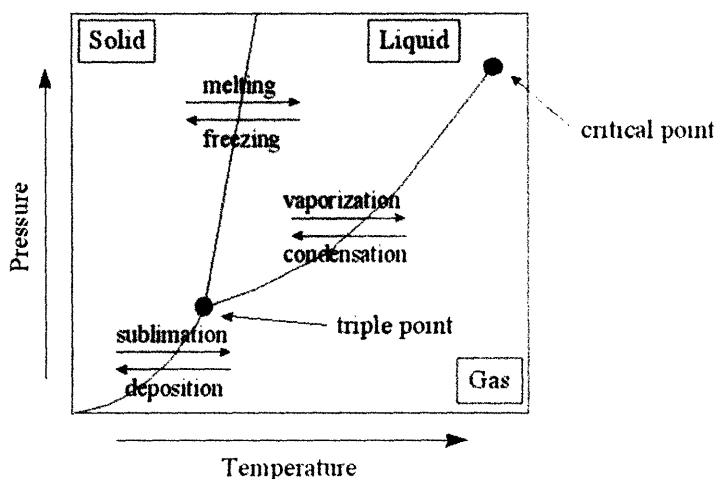 Solid
Liquid
melting
freezing
critical point
vaporization
condensation
Pressure
triple point
sublimation
deposition
Gas
Temperature